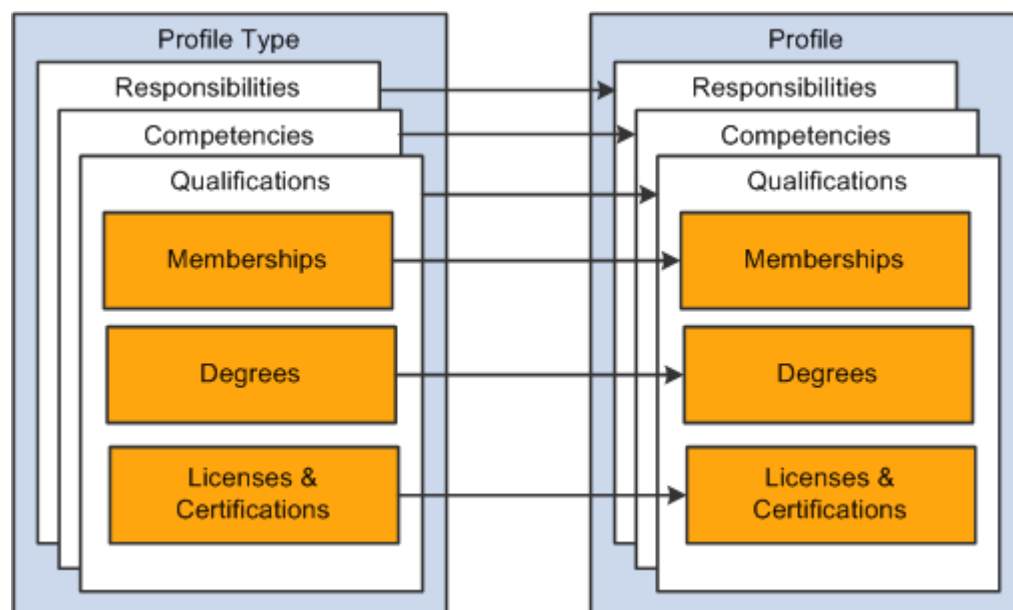 Profile Type
Responsibilities
Competencies
Qualifications
Memberships
Degrees
Licenses &
Certifications
Profile
Responsibilities
Competencies
Qualifications
Memberships
Degrees
Licenses &
Certifications